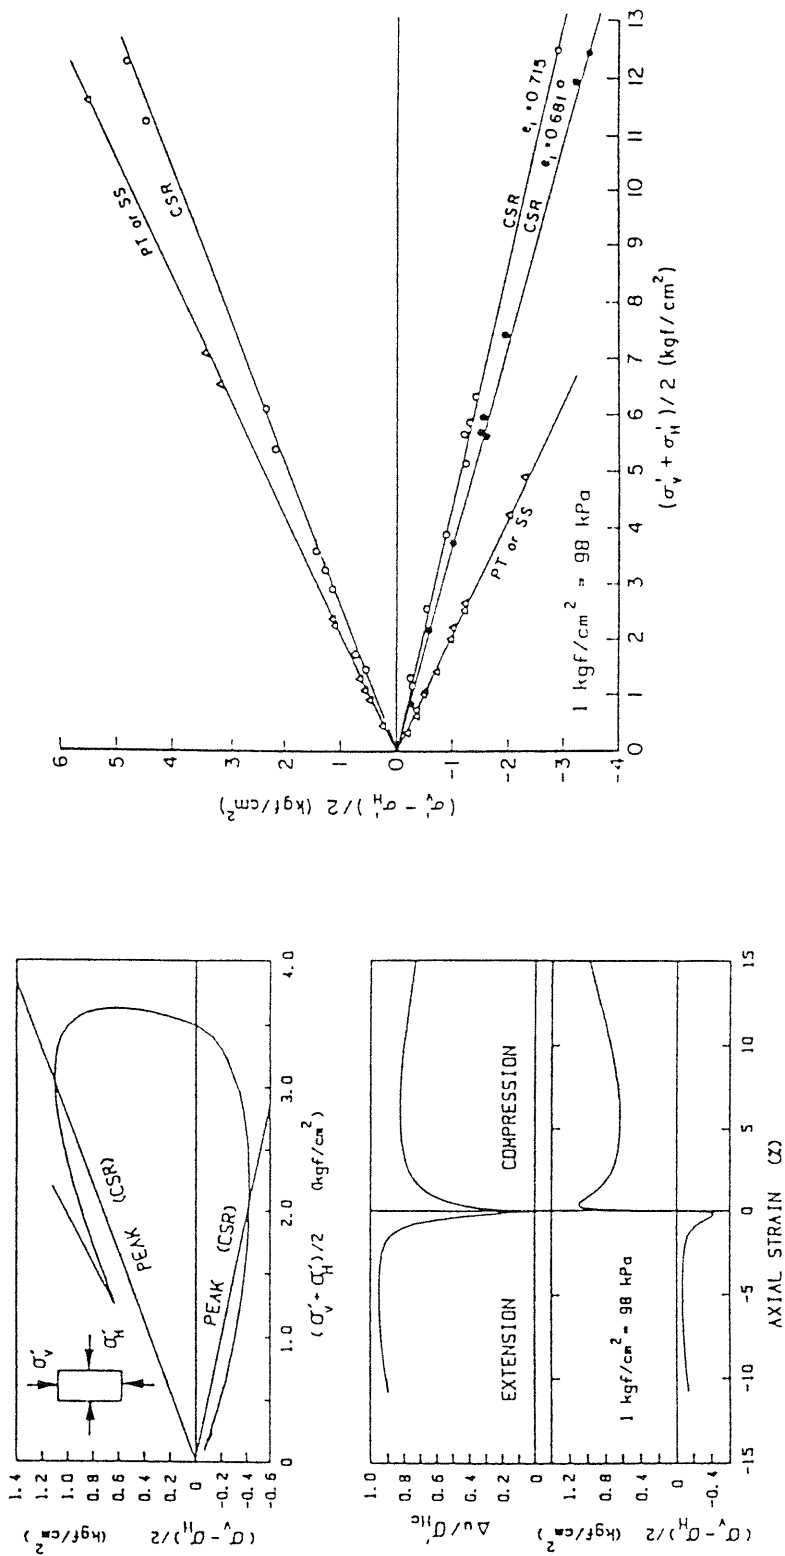 6
5
4
3
2
1
0
-1
-2
-3
-4
(σ'v - σ'H)/2 (kgf/cm²)
0
1
2
3
4
5
6
7
8
9
10
11
12
13
(σ'v + σ'H)/2 (kgf/cm²)
PT or SS
CSR
CSR
e₁=0.715
CSR
e₁=0.681
PT or SS
1 kgf/cm² = 98 kPa
1.4
1.2
1.0
0.8
0.6
0.4
0.2
0
-0.2
-0.4
-0.6
(σ'v - σ'H)/2
(kgf/cm²)
σ'v
σ'H
PEAK (CSR)
PEAK (CSR)
0
1.0
2.0
3.0
4.0
(σ'v + σ'H)/2 (kgf/cm²)
1.0
0.8
0.6
0.4
0.2
0
Δu/σ'Hc
EXTENSION
COMPRESSION
1.2
0.8
0.4
0
-0.4
(σ'v - σ'H)/2
(kgf/cm²)
1 kgf/cm² = 98 kPa
-15
-10
-5
0
5
10
15
AXIAL STRAIN (%)